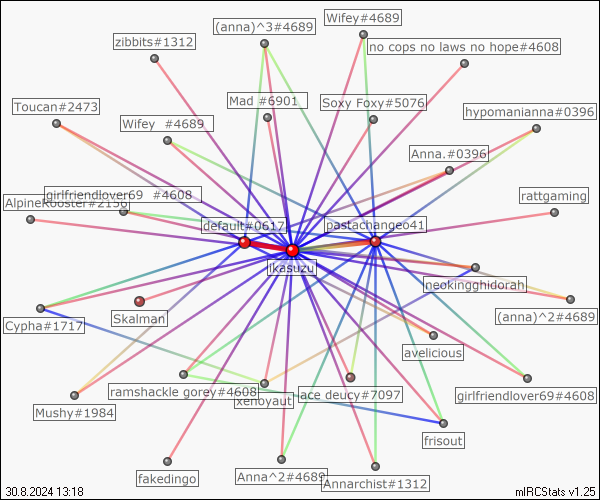 Wifey#4689
(anna)^3#4689
zibbits#1312
no cops no laws no hope#4608
Mad #6901
Soxy Foxy#5076
Toucan#2473
hypomanianna#0396
Wifey #4689
Anna.#0396
girlfriendlover69 #4608
AlpineRooster#2150
rattgaming
default#0617
pastachangeo41
ikasuzu
neokingghidorah
(anna)^2#4689
Skalman
Cypha#1717
avelicious
ramshackle gorey#4608
ace deucy#7097
girlfriendlover69#4608
xenoyaut
Mushy#1984
frisout
fakedingo
Anna^2#4689
Annarchist#1312
30.8.2024 13:18
mIRCStats v1.25